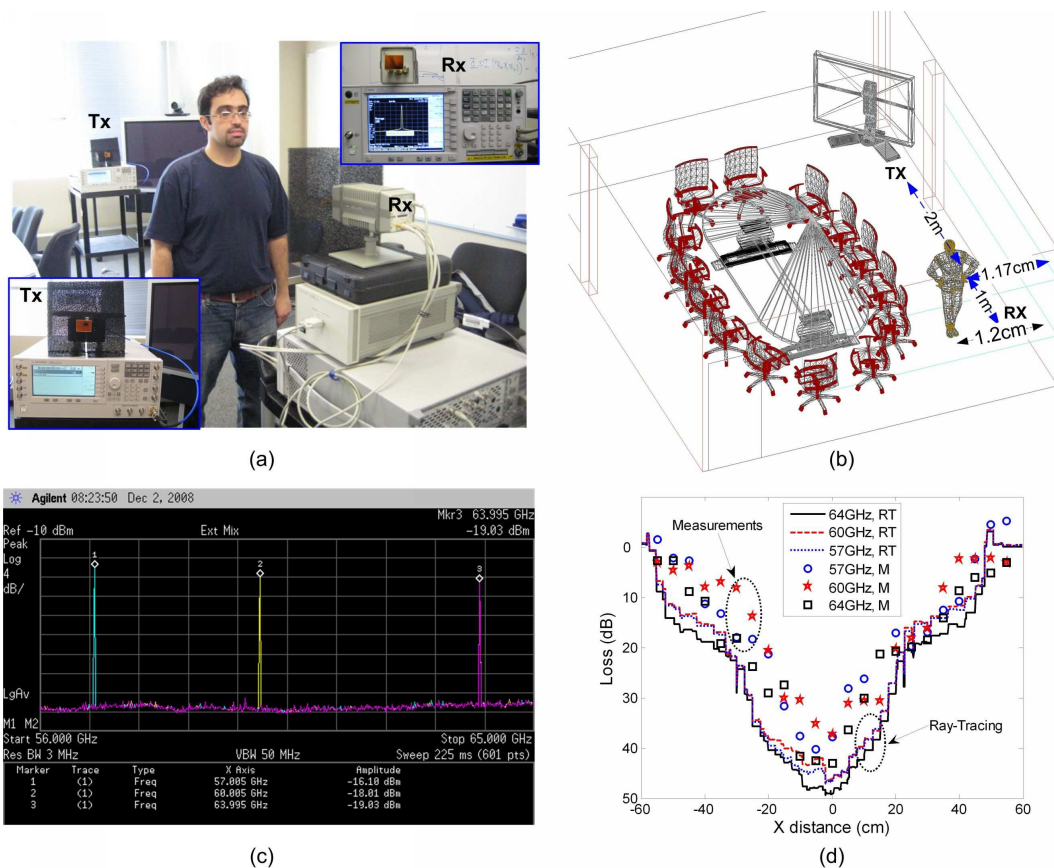 Tx
Rx
Rx
Tx
(a)
TX
2m
1.17cm
1m
RX
1.2cm
(b)
Agilent 08:23:50 Dec 2, 2008
Mkr3 63.995 GHz
Ref -10 dBm Ext Mix -19.03 dBm
Peak
Log
4
dB/
1
2
3
LgAv
M1 M2
Start 56.000 GHz Stop 65.000 GHz
Res BW 3 MHz VBW 50 MHz Sweep 225 ms (601 pts)
Marker Trace Type X Axis Amplitude
1 (1) Freq 57.005 GHz -16.10 dBm
2 (1) Freq 60.005 GHz -18.01 dBm
3 (1) Freq 63.995 GHz -19.03 dBm
(c)
Measurements
64GHz, RT
60GHz, RT
57GHz, RT
57GHz, M
60GHz, M
64GHz, M
Ray-Tracing
Loss (dB)
0
10
20
30
40
50
-60 -40 -20 0 20 40 60
X distance (cm)
(d)